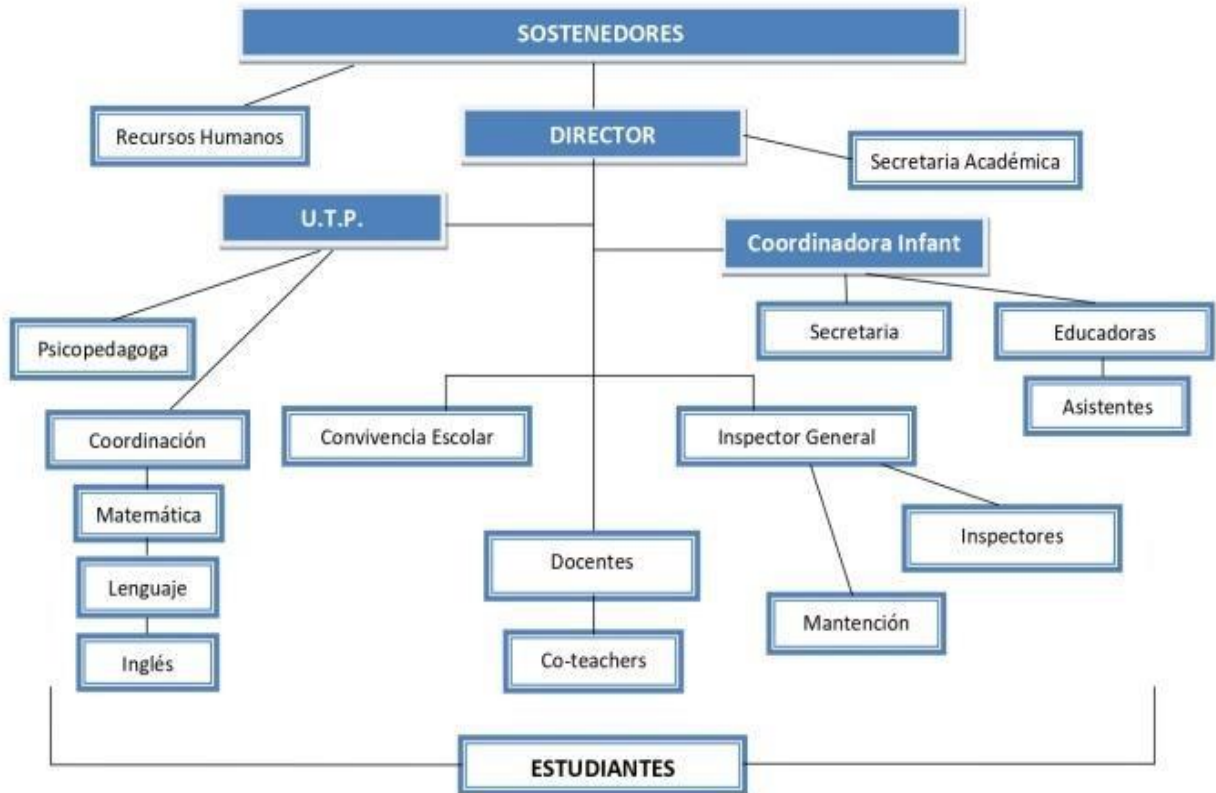 SOSTENEDORES
Recursos Humanos
DIRECTOR
Secretaria Académica
U.T.P.
Coordinadora Infant
Psicopedagoga
Secretaria
Educadoras
Asistentes
Coordinación
Convivencia Escolar
Inspector General
Matemática
Inspectores
Lenguaje
Docentes
Mantención
Inglés
Co-teachers
ESTUDIANTES